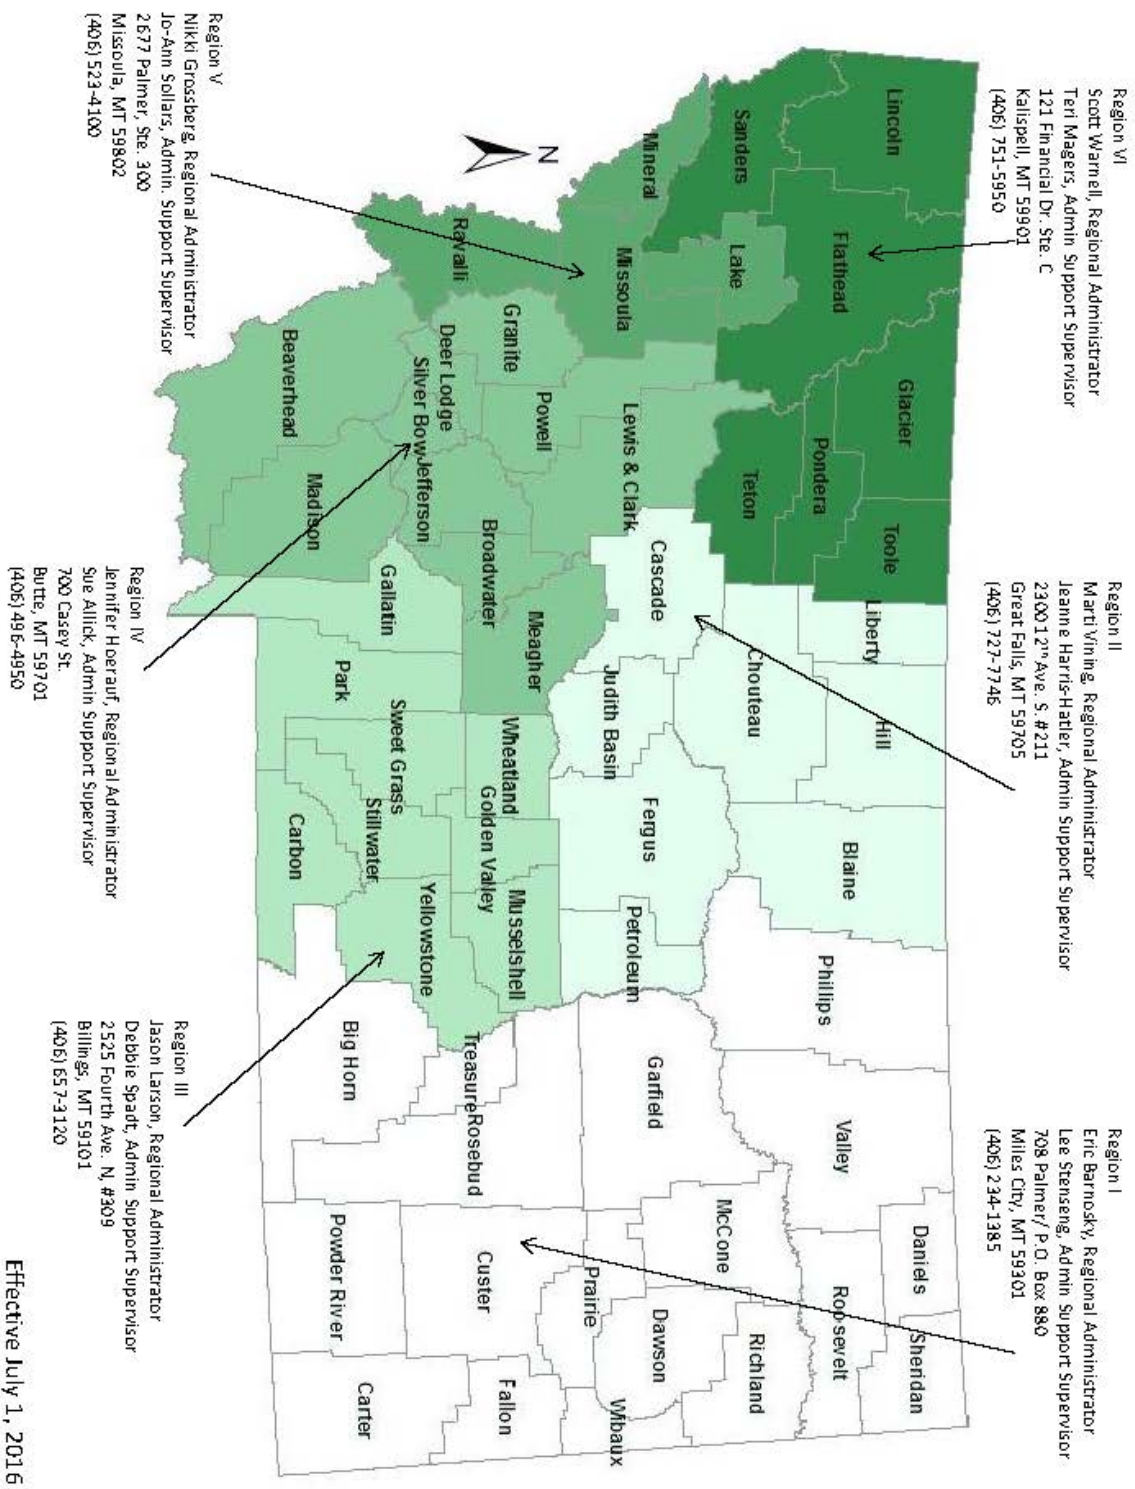 Region VI
Scott Warnell, Regional Administrator
Teri Magers, Admin Support Supervisor
121 Financial Dr. Ste. C
Kalispell, MT 59901
(406) 751-5950
Region II
Marti Vining, Regional Administrator
Jeanne Harris-Hatler, Admin Support Supervisor
2300 12th Ave. S. #211
Great Falls, MT 59705
(406) 727-7746
Region I
Eric Barnosky, Regional Administrator
Lee Stenseng, Admin Support Supervisor
708 Palmer/ P.O. Box 880
Miles City, MT 59301
(406) 234-1385
Lincoln
Flathead
Glacier
Toole
Liberty
Hill
Blaine
Phillips
Valley
Daniels
Sheridan
Roosevelt
Sanders
Lake
Pondera
Teton
Chouteau
Mineral
Missoula
Lewis & Clark
Cascade
Judith Basin
Fergus
Petroleum
Garfield
McCone
Richland
Dawson
Prairie
Wibaux
N
Ravalli
Granite
Powell
Deer Lodge
Silver Bow
Jefferson
Broadwater
Meagher
Wheatland
Golden Valley
Musselshell
Treasure
Rosebud
Custer
Fallon
Beaverhead
Madison
Gallatin
Park
Sweet Grass
Stillwater
Carbon
Yellowstone
Big Horn
Powder River
Carter
Region V
Nikki Grossberg, Regional Administrator
Jo-Ann Sollars, Admin. Support Supervisor
2677 Palmer, Ste. 300
Missoula, MT 59802
(406) 523-4100
Region IV
Jennifer Hoerauf, Regional Administrator
Sue Allick, Admin Support Supervisor
700 Casey St.
Butte, MT 59701
(406) 496-4950
Region III
Jason Larson, Regional Administrator
Debbie Spadt, Admin Support Supervisor
2525 Fourth Ave. N, #309
Billings, MT 59101
(406) 657-3120
Effective July 1, 2016